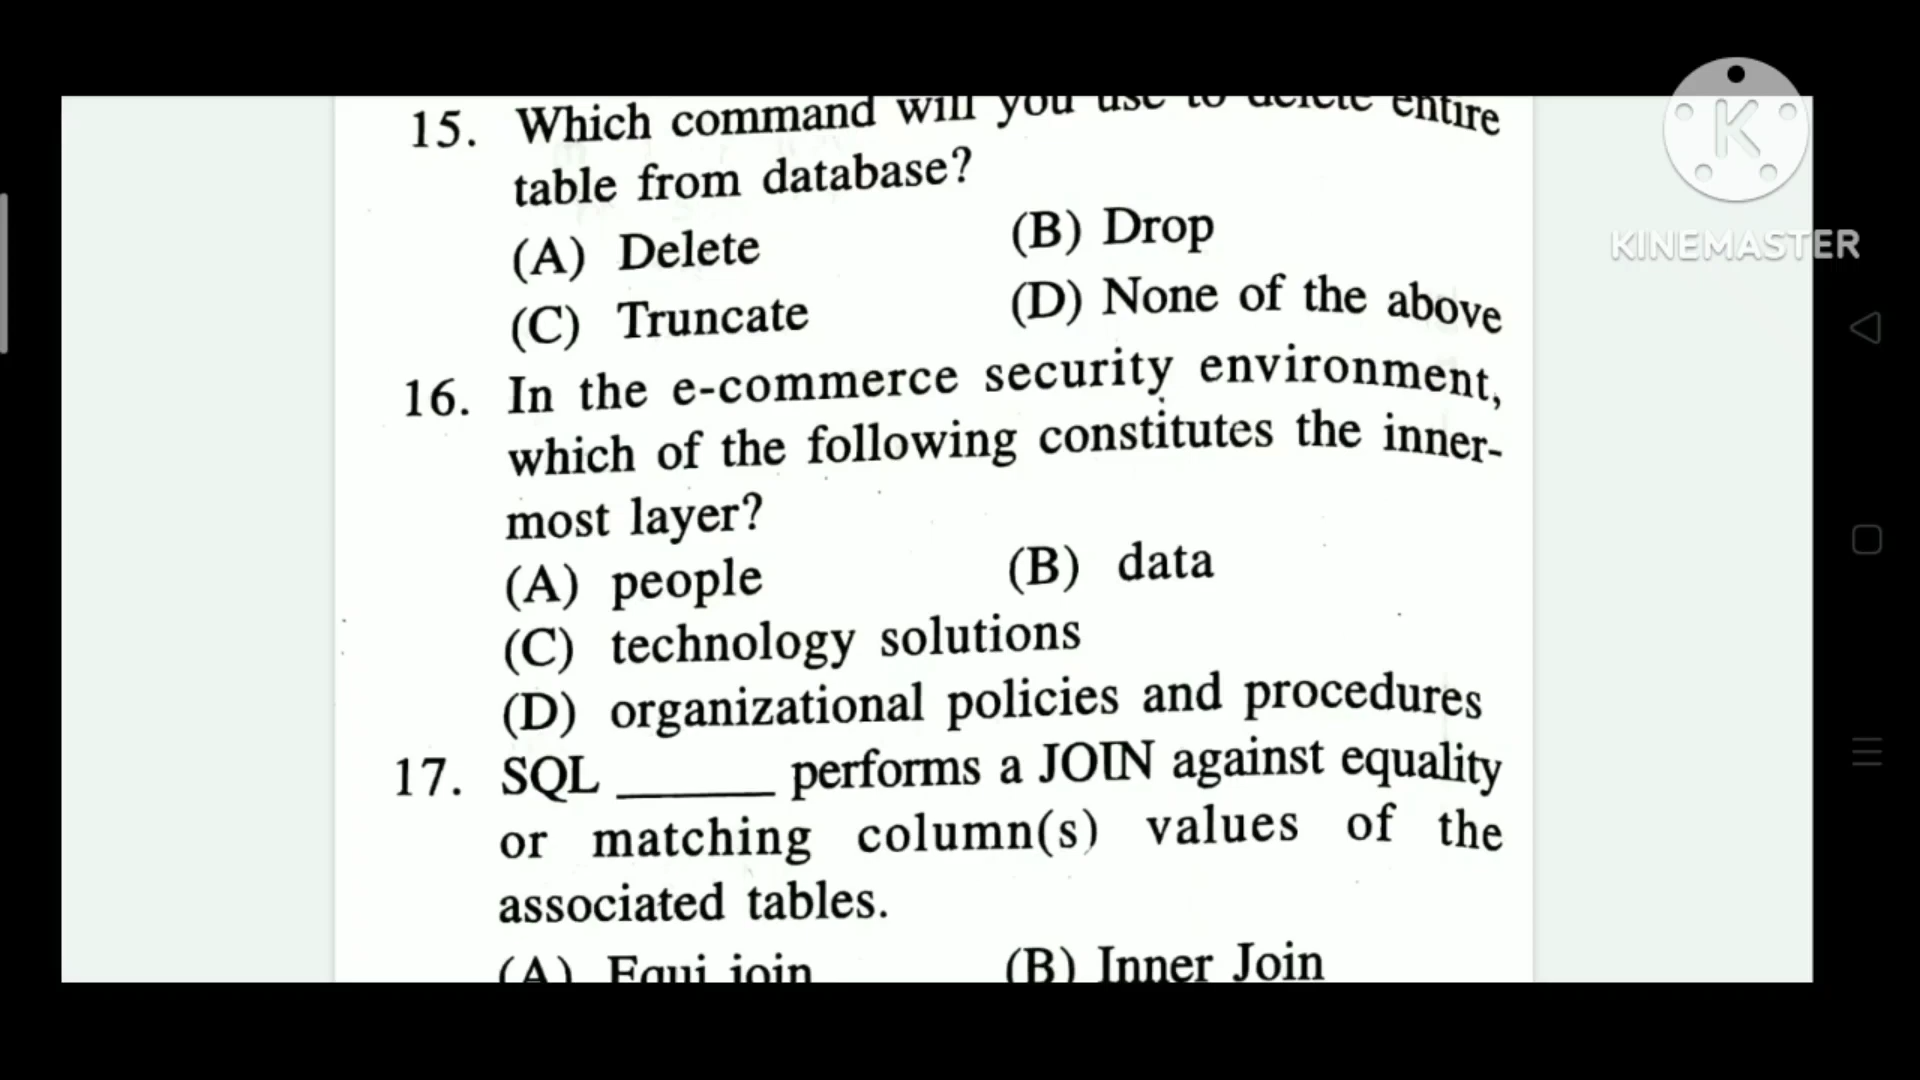 15. Which command will you use to delete entire
table from database?
(A) Delete (B) Drop
(C) Truncate (D) None of the above
16. In the e-commerce security environment,
which of the following constitutes the inner-
most layer?
(A) people (B) data
(C) technology solutions
(D) organizational policies and procedures
17. SQL ______ performs a JOIN against equality
or matching column(s) values of the
associated tables.
(A) Equi join (B) Inner Join
K
KINEMASTER